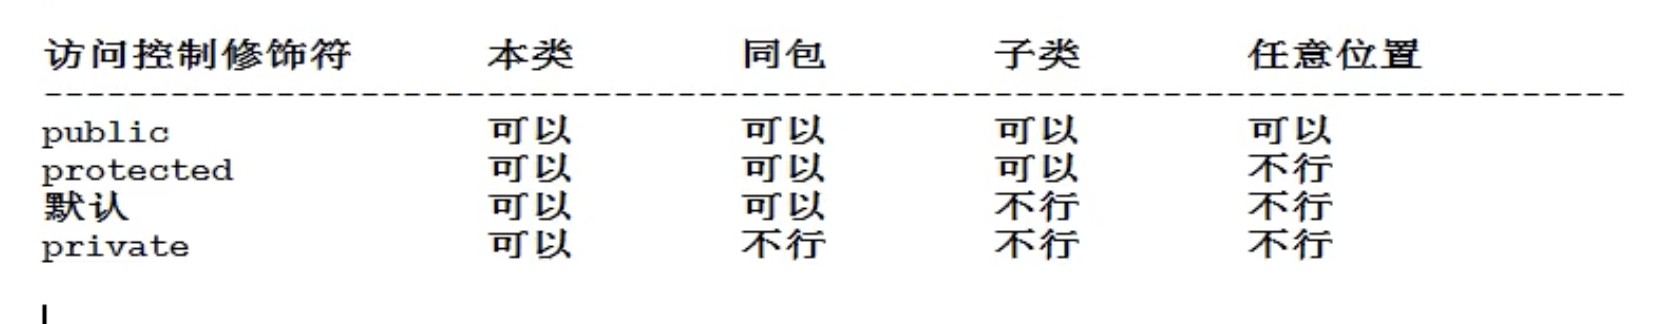 访问控制修饰符 本类 同包 子类 任意位置
------------------------------------------------------------------------------------------
public 可以 可以 可以 可以
protected 可以 可以 可以 不行
默认 可以 可以 不行 不行
private 可以 不行 不行 不行